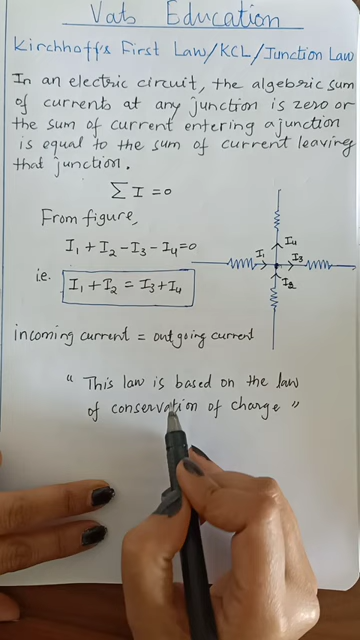 Vats Education
Kirchhoff's First Law/KCL/Junction Law
In an electric circuit, the algebric sum
of currents at any junction is zero or
the sum of current entering a junction
is equal to the sum of current leaving
that junction.
∑ I = 0
From figure,
I₁ + I₂ - I₃ - I₄ = 0
i.e. I₁ + I₂ = I₃ + I₄
I₄
I₁ I₃
I₂
incoming current = outgoing current
" This law is based on the law
of conservation of charge "